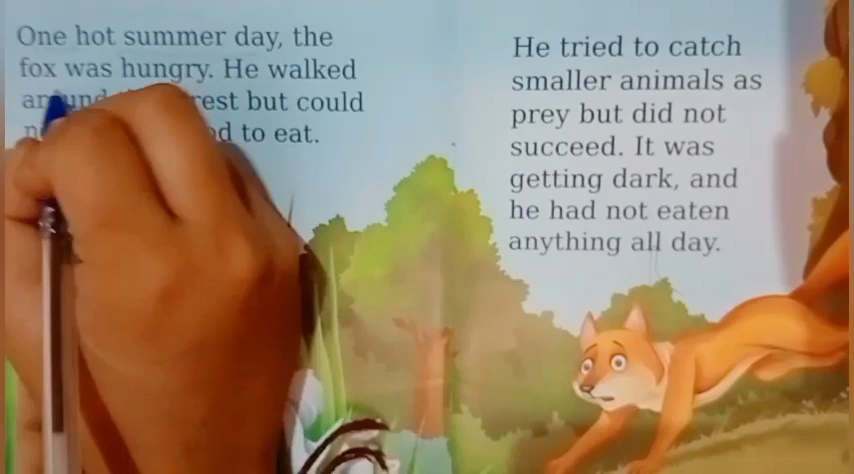 One hot summer day, the
fox was hungry. He walked
around rest but could
d to eat.
He tried to catch
smaller animals as
prey but did not
succeed. It was
getting dark, and
he had not eaten
anything all day.